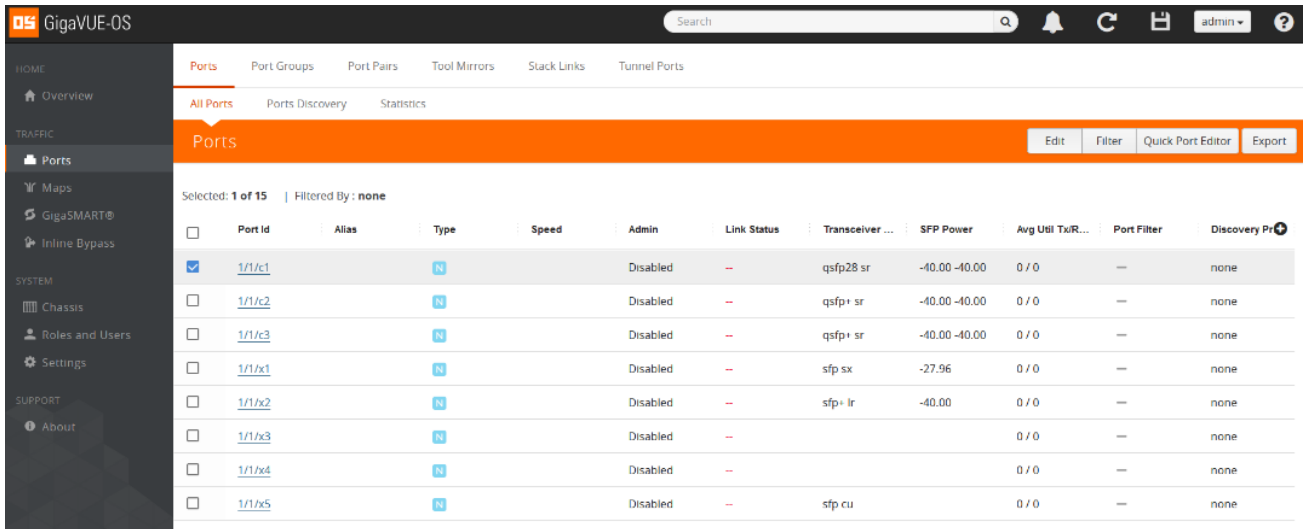 OS GigaVUE-OS Search admin
HOME
Overview
TRAFFIC
Ports
Maps
GigaSMART®
Inline Bypass
SYSTEM
Chassis
Roles and Users
Settings
SUPPORT
About
Ports Port Groups Port Pairs Tool Mirrors Stack Links Tunnel Ports
All Ports Ports Discovery Statistics
Ports Edit Filter Quick Port Editor Export
Selected: 1 of 15 | Filtered By : none
Port Id Alias Type Speed Admin Link Status Transceiver ... SFP Power Avg Util Tx/R... Port Filter Discovery Pr
1/1/c1 N Disabled -- qsfp28 sr -40.00 -40.00 0 / 0 — none
1/1/c2 N Disabled -- qsfp+ sr -40.00 -40.00 0 / 0 — none
1/1/c3 N Disabled -- qsfp+ sr -40.00 -40.00 0 / 0 — none
1/1/x1 N Disabled -- sfp sx -27.96 0 / 0 — none
1/1/x2 N Disabled -- sfp+ lr -40.00 0 / 0 — none
1/1/x3 N Disabled -- 0 / 0 — none
1/1/x4 N Disabled -- 0 / 0 — none
1/1/x5 N Disabled -- sfp cu 0 / 0 — none